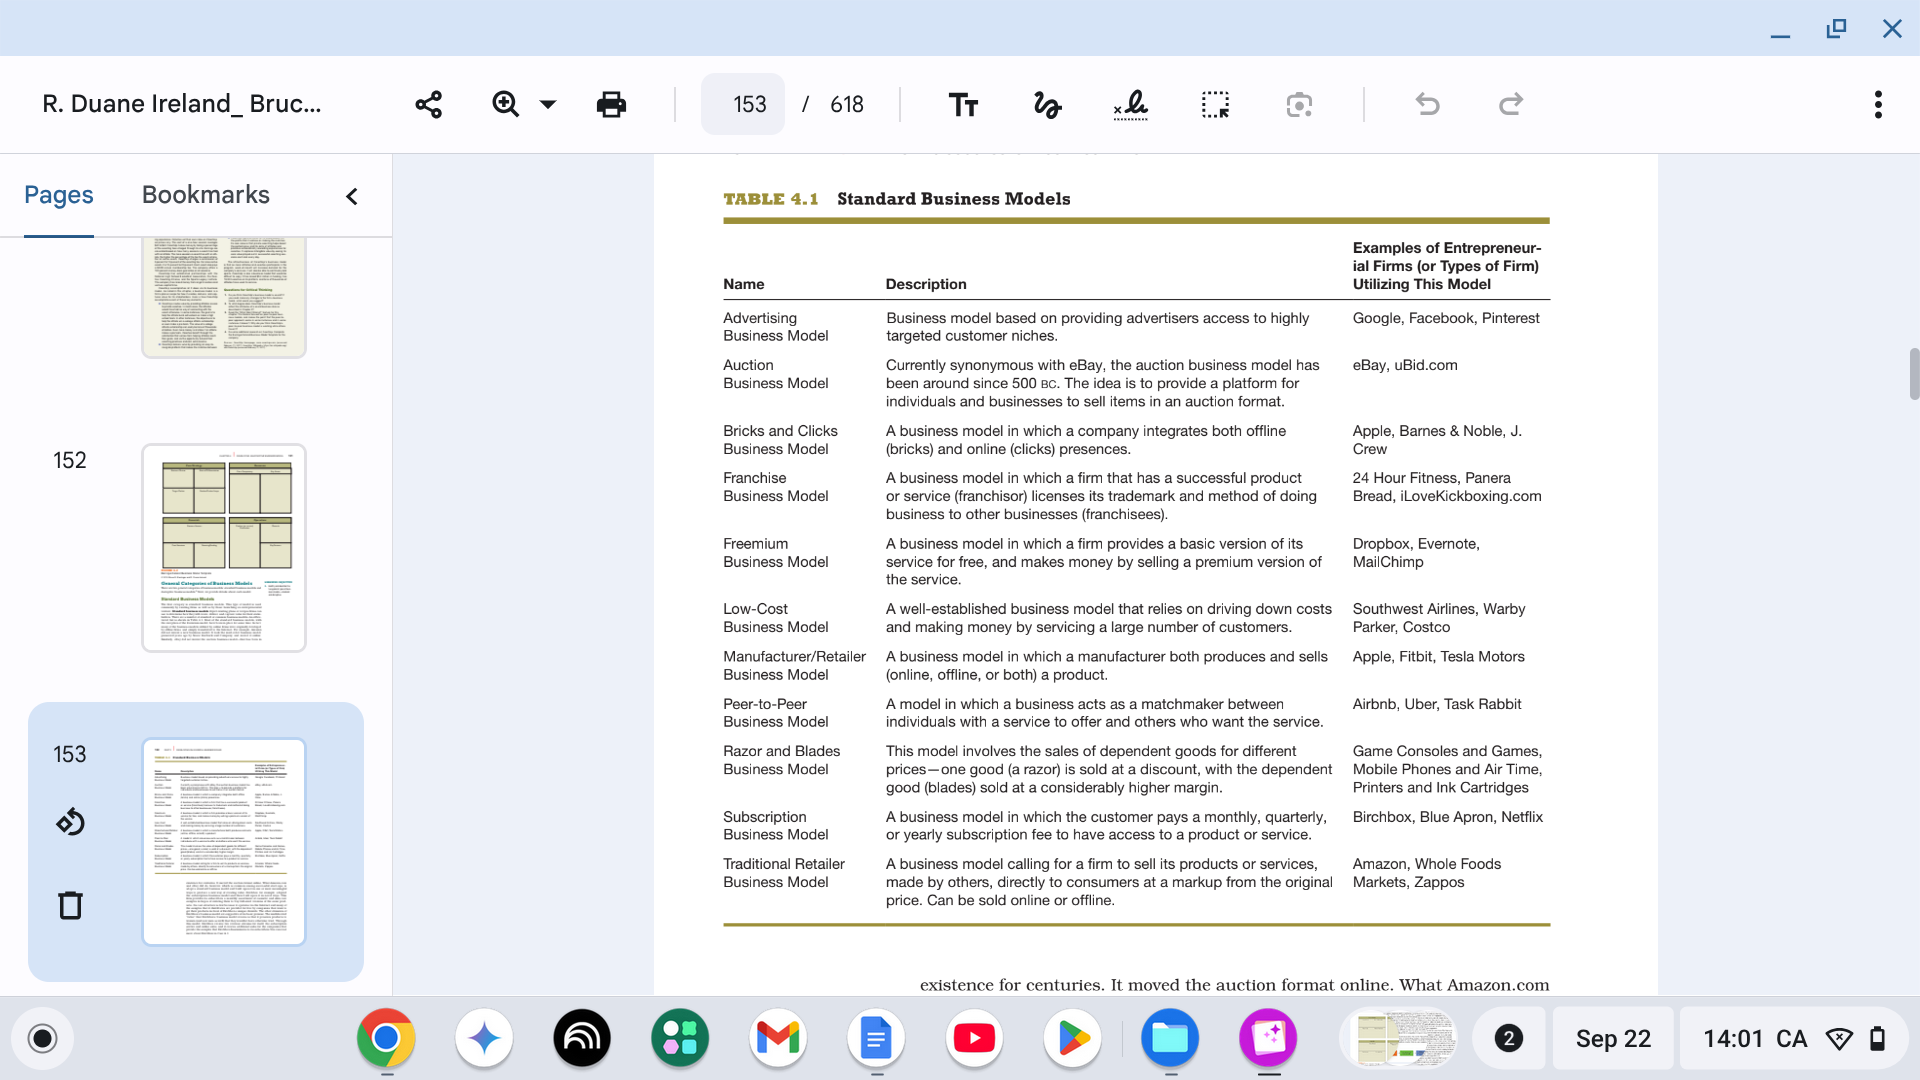 R. Duane Ireland_ Bruc...
153 / 618
Pages
Bookmarks
152
153
TABLE 4.1 Standard Business Models
Name
Description
Examples of Entrepreneur-
ial Firms (or Types of Firm)
Utilizing This Model
Advertising
Business Model
Business model based on providing advertisers access to highly
targeted customer niches.
Google, Facebook, Pinterest
Auction
Business Model
Currently synonymous with eBay, the auction business model has
been around since 500 BC. The idea is to provide a platform for
individuals and businesses to sell items in an auction format.
eBay, uBid.com
Bricks and Clicks
Business Model
A business model in which a company integrates both offline
(bricks) and online (clicks) presences.
Apple, Barnes & Noble, J.
Crew
Franchise
Business Model
A business model in which a firm that has a successful product
or service (franchisor) licenses its trademark and method of doing
business to other businesses (franchisees).
24 Hour Fitness, Panera
Bread, iLoveKickboxing.com
Freemium
Business Model
A business model in which a firm provides a basic version of its
service for free, and makes money by selling a premium version of
the service.
Dropbox, Evernote,
MailChimp
Low-Cost
Business Model
A well-established business model that relies on driving down costs
and making money by servicing a large number of customers.
Southwest Airlines, Warby
Parker, Costco
Manufacturer/Retailer
Business Model
A business model in which a manufacturer both produces and sells
(online, offline, or both) a product.
Apple, Fitbit, Tesla Motors
Peer-to-Peer
Business Model
A model in which a business acts as a matchmaker between
individuals with a service to offer and others who want the service.
Airbnb, Uber, Task Rabbit
Razor and Blades
Business Model
This model involves the sales of dependent goods for different
prices—one good (a razor) is sold at a discount, with the dependent
good (blades) sold at a considerably higher margin.
Game Consoles and Games,
Mobile Phones and Air Time,
Printers and Ink Cartridges
Subscription
Business Model
A business model in which the customer pays a monthly, quarterly,
or yearly subscription fee to have access to a product or service.
Birchbox, Blue Apron, Netflix
Traditional Retailer
Business Model
A business model calling for a firm to sell its products or services,
made by others, directly to consumers at a markup from the original
price. Can be sold online or offline.
Amazon, Whole Foods
Markets, Zappos
existence for centuries. It moved the auction format online. What Amazon.com
2
Sep 22
14:01 CA